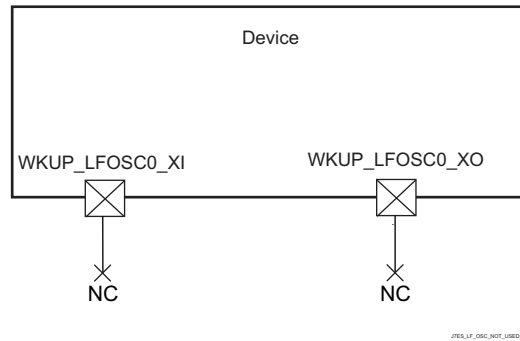 Device
WKUP_LFOSC0_XI
WKUP_LFOSC0_XO
NC
NC
J7ES_LF_OSC_NOT_USED